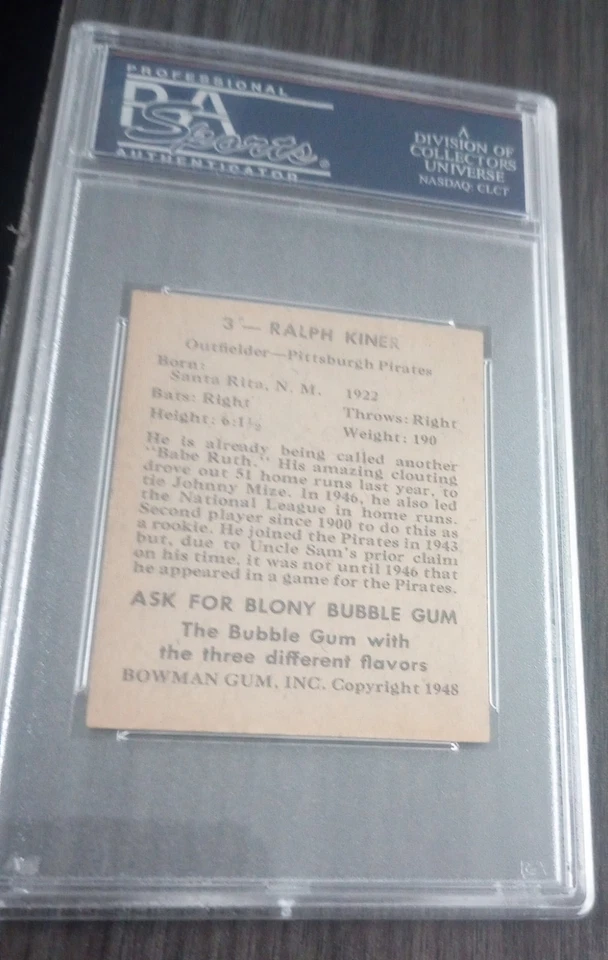 PROFESSIONAL
PSA
Sports®
AUTHENTICATOR
A
DIVISION OF
COLLECTORS
UNIVERSE
NASDAQ: CLCT
3 — RALPH KINER
Outfielder—Pittsburgh Pirates
Born:
Santa Rita, N. M. 1922
Bats: Right Throws: Right
Height: 6:1½ Weight: 190
He is already being called another
"Babe Ruth." His amazing clouting
drove out 51 home runs last year, to
tie Johnny Mize. In 1946, he also led
the National League in home runs.
Second player since 1900 to do this as
a rookie. He joined the Pirates in 1943
but, due to Uncle Sam's prior claim
on his time, it was not until 1946 that
he appeared in a game for the Pirates.
ASK FOR BLONY BUBBLE GUM
The Bubble Gum with
the three different flavors
BOWMAN GUM, INC. Copyright 1948